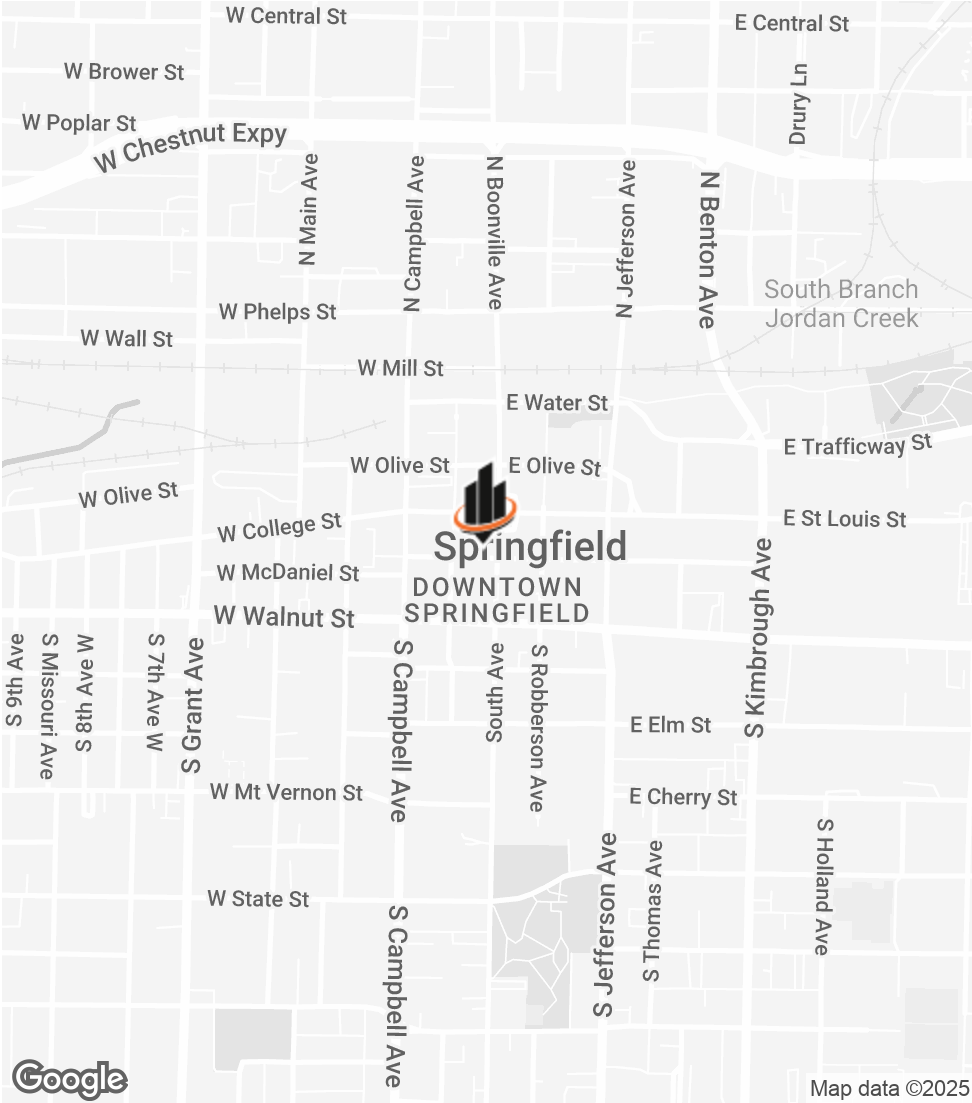 W Central St
E Central St
W Brower St
Drury Ln
W Poplar St
W Chestnut Expy
N Main Ave
N Campbell Ave
N Boonville Ave
N Jefferson Ave
N Benton Ave
South Branch
Jordan Creek
W Phelps St
W Wall St
W Mill St
E Water St
E Trafficway St
W Olive St
E Olive St
W Olive St
W College St
E St Louis St
Springfield
W McDaniel St
DOWNTOWN
SPRINGFIELD
W Walnut St
S Kimbrough Ave
S 9th Ave
S Missouri Ave
S 8th Ave W
S 7th Ave W
S Grant Ave
S Campbell Ave
South Ave
S Robberson Ave
E Elm St
W Mt Vernon St
E Cherry St
S Jefferson Ave
S Thomas Ave
S Holland Ave
W State St
S Campbell Ave
Google
Map data ©2025